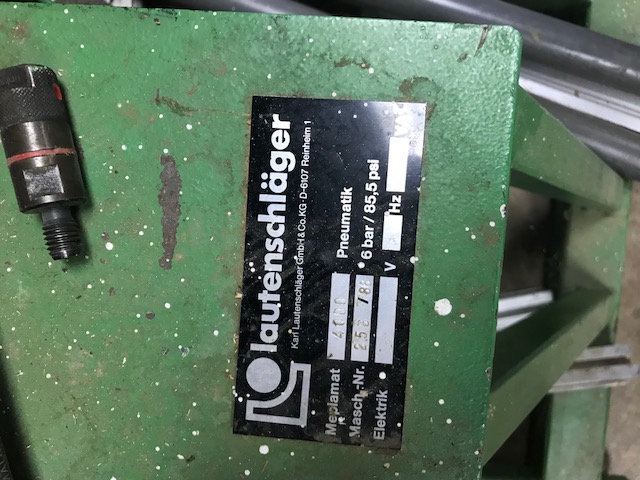 lautenschläger
Karl Lautenschläger GmbH & Co. KG · D-6107 Reinheim 1
Meplamat 4000 Pneumatik
Masch.-Nr. /88 6 bar / 85,5 psi
Elektrik V Hz